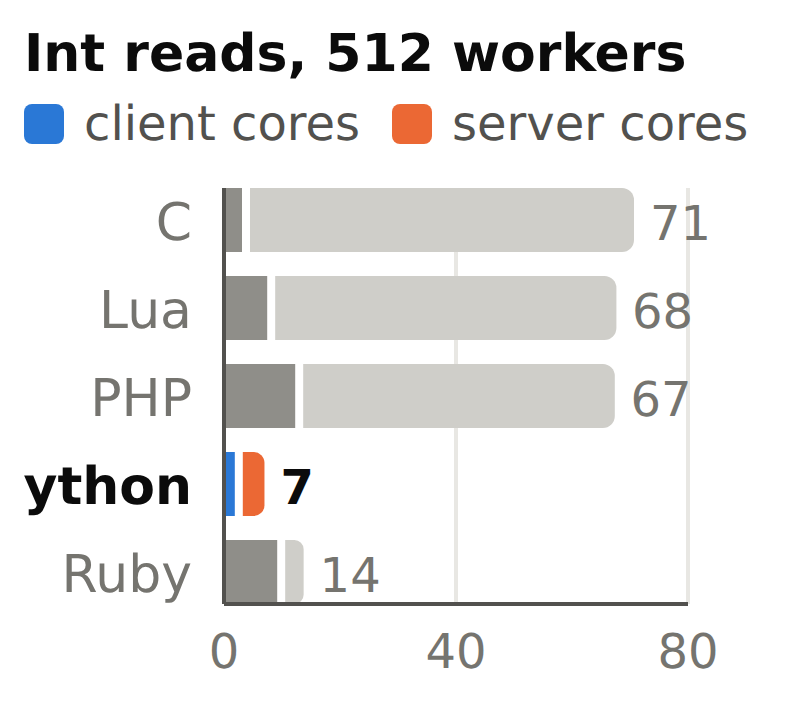 Int reads, 512 workers
client cores server cores
C 71
Lua 68
PHP 67
ython 7
Ruby 14
0 40 80